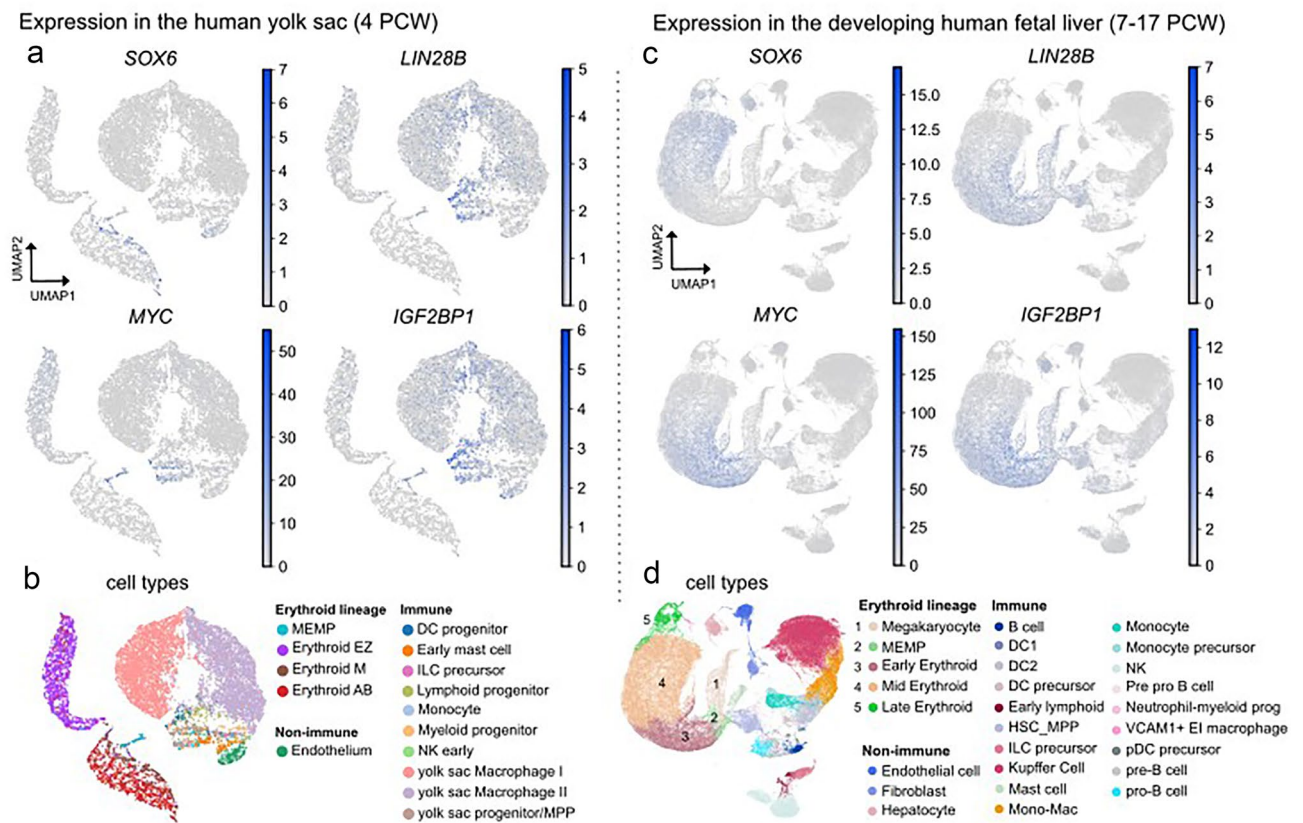 Expression in the human yolk sac (4 PCW)
a
SOX6
LIN28B
7
6
5
4
3
2
1
0
5
4
3
2
1
0
UMAP2
UMAP1
MYC
IGF2BP1
50
40
30
20
10
0
6
5
4
3
2
1
0
b
cell types
Erythroid lineage
MEMP
Erythroid EZ
Erythroid M
Erythroid AB
Non-immune
Endothelium
Immune
DC progenitor
Early mast cell
ILC precursor
Lymphoid progenitor
Monocyte
Myeloid progenitor
NK early
yolk sac Macrophage I
yolk sac Macrophage II
yolk sac progenitor/MPP
Expression in the developing human fetal liver (7-17 PCW)
c
SOX6
LIN28B
15.0
12.5
10.0
7.5
5.0
2.5
0.0
7
6
5
4
3
2
1
0
UMAP2
UMAP1
MYC
IGF2BP1
150
125
100
75
50
25
0
12
10
8
6
4
2
0
d
cell types
5
4
1
2
3
Erythroid lineage
1 Megakaryocyte
2 MEMP
3 Early Erythroid
4 Mid Erythroid
5 Late Erythroid
Non-immune
Endothelial cell
Fibroblast
Hepatocyte
Immune
B cell
DC1
DC2
DC precursor
Early lymphoid
HSC_MPP
ILC precursor
Kupffer Cell
Mast cell
Mono-Mac
Monocyte
Monocyte precursor
NK
Pre pro B cell
Neutrophil-myeloid prog
VCAM1+ EI macrophage
pDC precursor
pre-B cell
pro-B cell